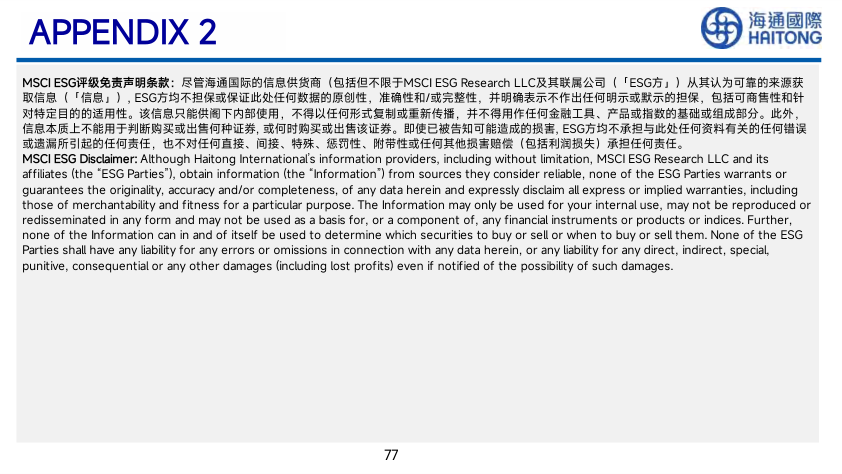 APPENDIX 2
海通國際
HAITONG
MSCI ESG评级免责声明条款：尽管海通国际的信息供货商（包括但不限于MSCI ESG Research LLC及其联属公司（「ESG方」）从其认为可靠的来源获
取信息（「信息」）, ESG方均不担保或保证此处任何数据的原创性，准确性和/或完整性，并明确表示不作出任何明示或默示的担保，包括可商售性和针
对特定目的的适用性。该信息只能供阁下内部使用，不得以任何形式复制或重新传播，并不得用作任何金融工具、产品或指数的基础或组成部分。此外，
信息本质上不能用于判断购买或出售何种证券, 或何时购买或出售该证券。即使已被告知可能造成的损害, ESG方均不承担与此处任何资料有关的任何错误
或遗漏所引起的任何责任，也不对任何直接、间接、特殊、惩罚性、附带性或任何其他损害赔偿（包括利润损失）承担任何责任。
MSCI ESG Disclaimer: Although Haitong International's information providers, including without limitation, MSCI ESG Research LLC and its
affiliates (the "ESG Parties"), obtain information (the "Information") from sources they consider reliable, none of the ESG Parties warrants or
guarantees the originality, accuracy and/or completeness, of any data herein and expressly disclaim all express or implied warranties, including
those of merchantability and fitness for a particular purpose. The Information may only be used for your internal use, may not be reproduced or
redisseminated in any form and may not be used as a basis for, or a component of, any financial instruments or products or indices. Further,
none of the Information can in and of itself be used to determine which securities to buy or sell or when to buy or sell them. None of the ESG
Parties shall have any liability for any errors or omissions in connection with any data herein, or any liability for any direct, indirect, special,
punitive, consequential or any other damages (including lost profits) even if notified of the possibility of such damages.
77